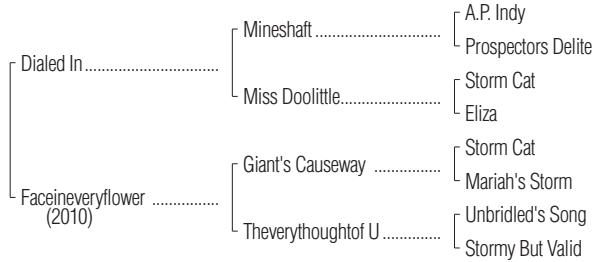 A.P. Indy
Mineshaft ......................
Prospectors Delite
Dialed In ...............................
Storm Cat
Miss Doolittle.......................
Eliza
Storm Cat
Giant's Causeway ................
Mariah's Storm
Faceineveryflower ................
(2010)
Unbridled's Song
Theverythoughtof U ..............
Stormy But Valid